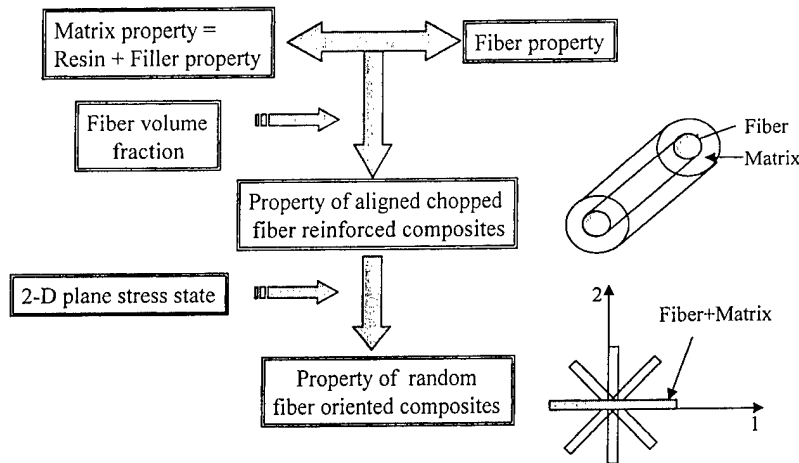 Matrix property =
Resin + Filler property
Fiber property
Fiber volume
fraction
Fiber
Matrix
Property of aligned chopped
fiber reinforced composites
2-D plane stress state
2
Fiber+Matrix
Property of random
fiber oriented composites
1